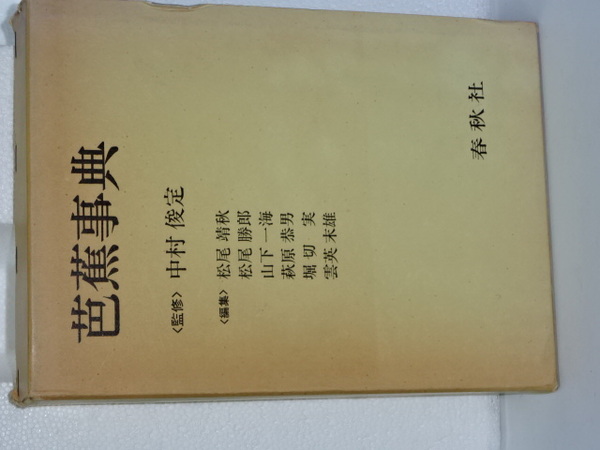 芭蕉事典
〈監修〉 中村 俊定
〈編集〉 松尾 靖秋
松尾 勝郎
山下 一海
萩原 恭男
堀切 実
雲英 末雄
春秋社